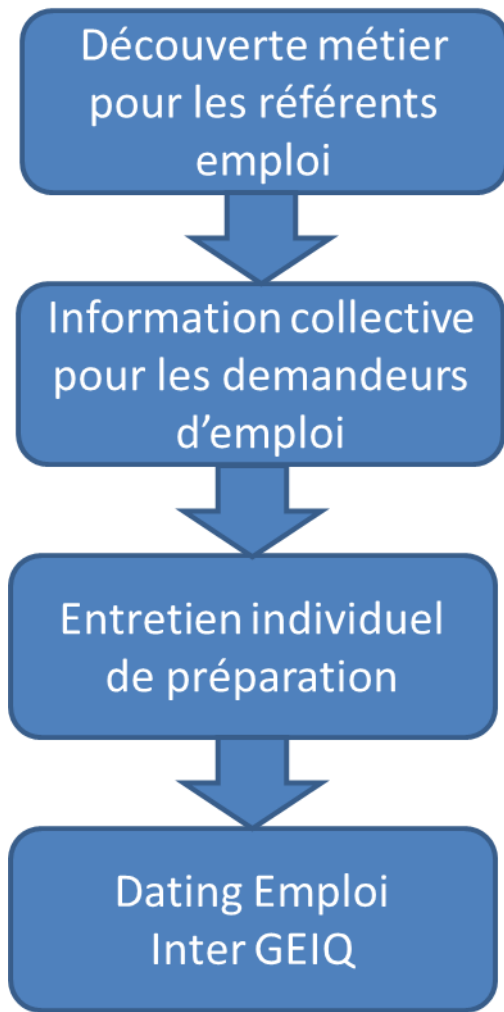 Découverte métier
pour les référents
emploi
Information collective
pour les demandeurs
d’emploi
Entretien individuel
de préparation
Dating Emploi
Inter GEIQ